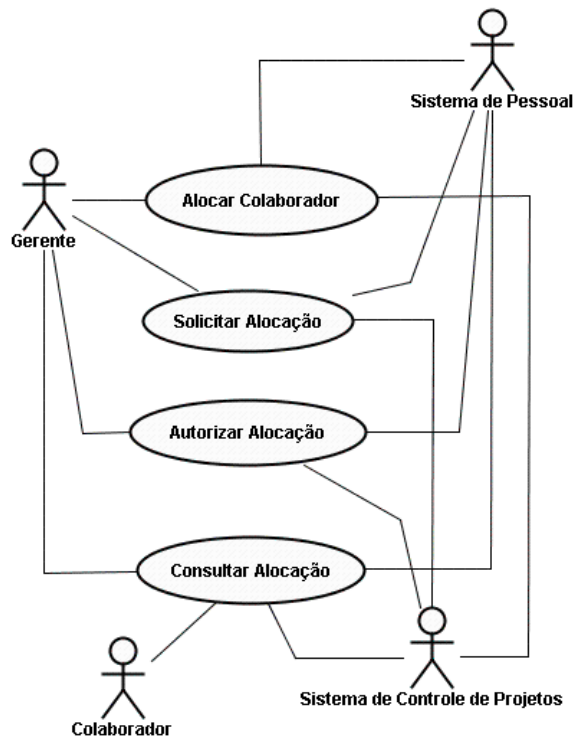 Sistema de Pessoal
Alocar Colaborador
Gerente
Solicitar Alocação
Autorizar Alocação
Consultar Alocação
Sistema de Controle de Projetos
Colaborador